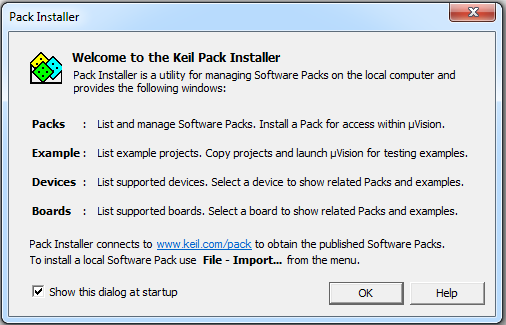 Pack Installer
Welcome to the Keil Pack Installer
Pack Installer is a utility for managing Software Packs on the local computer and
provides the following windows:
Packs : List and manage Software Packs. Install a Pack for access within µVision.
Example : List example projects. Copy projects and launch µVision for testing examples.
Devices : List supported devices. Select a device to show related Packs and examples.
Boards : List supported boards. Select a board to show related Packs and examples.
Pack Installer connects to www.keil.com/pack to obtain the published Software Packs.
To install a local Software Pack use File - Import... from the menu.
Show this dialog at startup OK Help